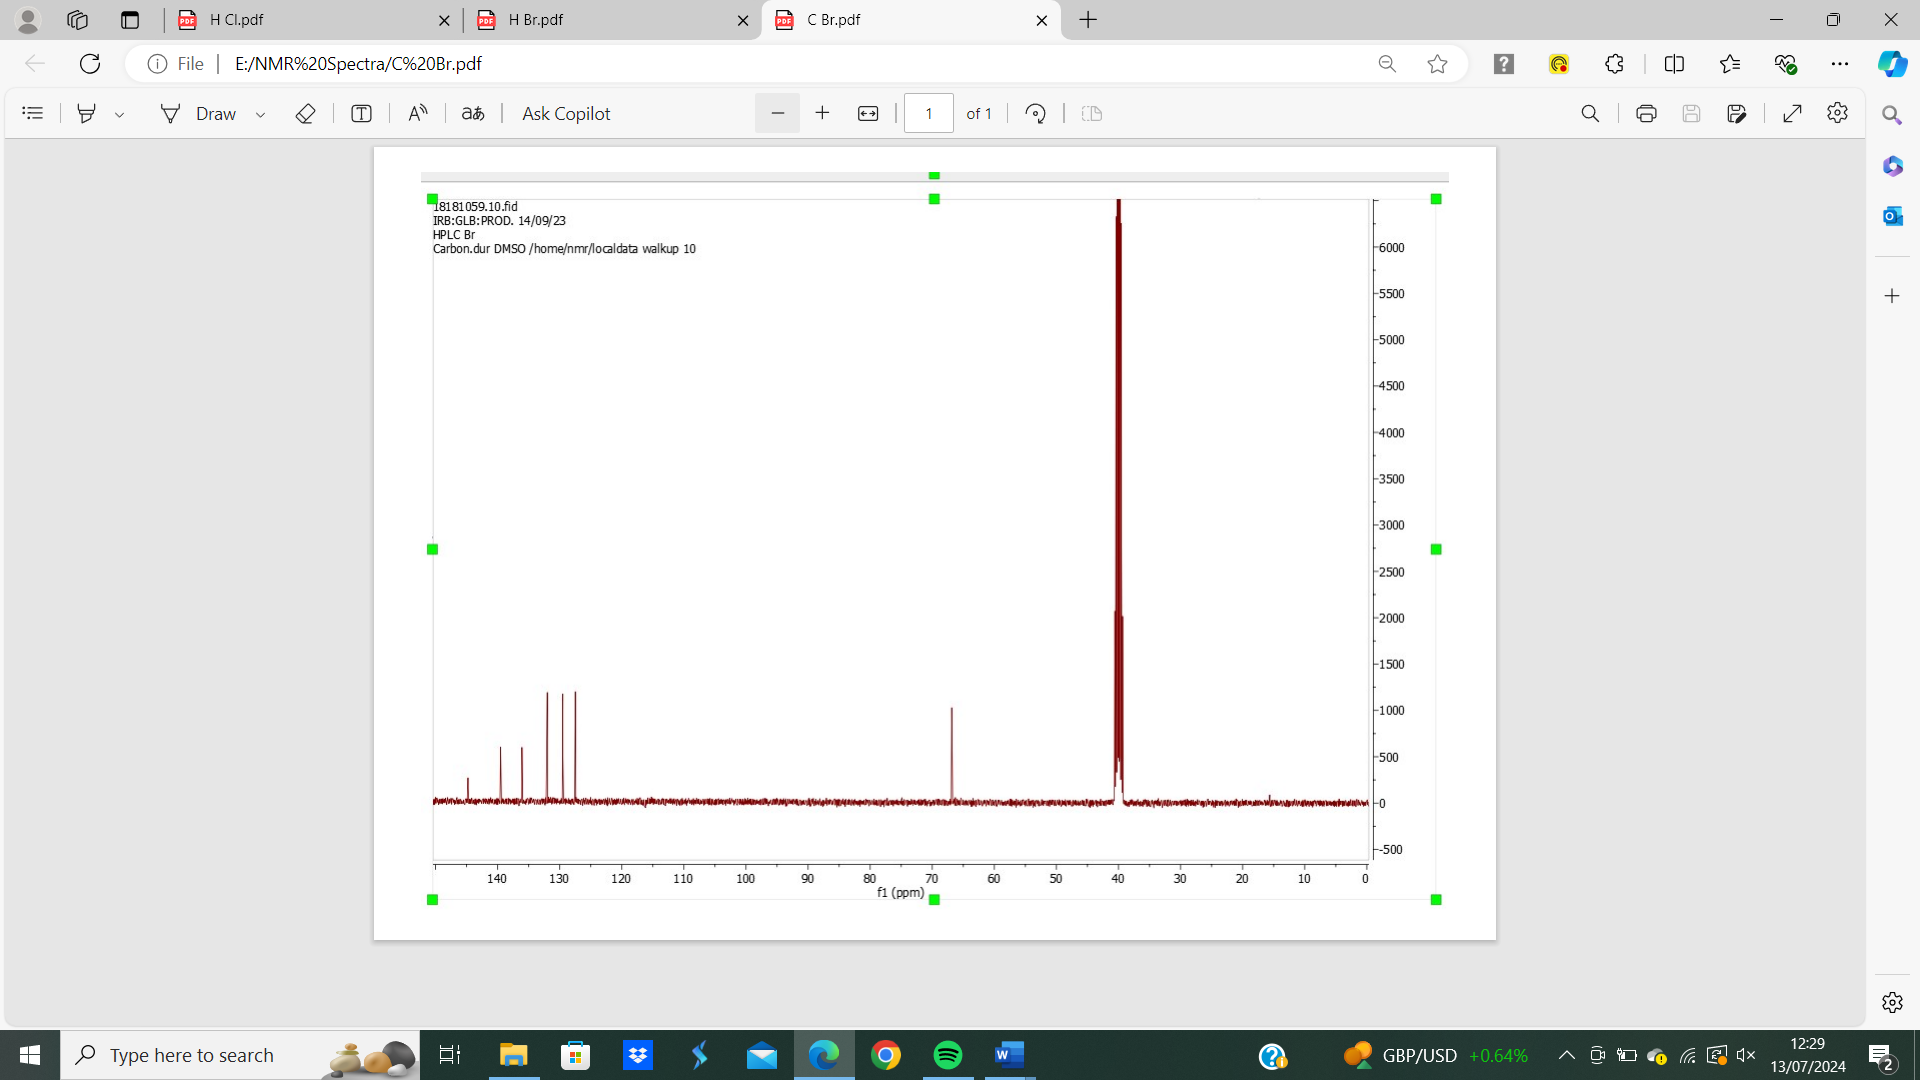 H Cl.pdf
H Br.pdf
C Br.pdf
File
E:/NMR%20Spectra/C%20Br.pdf
Draw
aあ
Ask Copilot
1
of 1
18181059.10.fid
IRB:GLB:PROD. 14/09/23
HPLC Br
Carbon.dur DMSO /home/nmr/localdata walkup 10
6000
5500
5000
4500
4000
3500
3000
2500
2000
1500
1000
500
0
-500
140 130 120 110 100 90 80 70 60 50 40 30 20 10 0
f1 (ppm)
Type here to search
GBP/USD +0.64%
12:29
13/07/2024
2